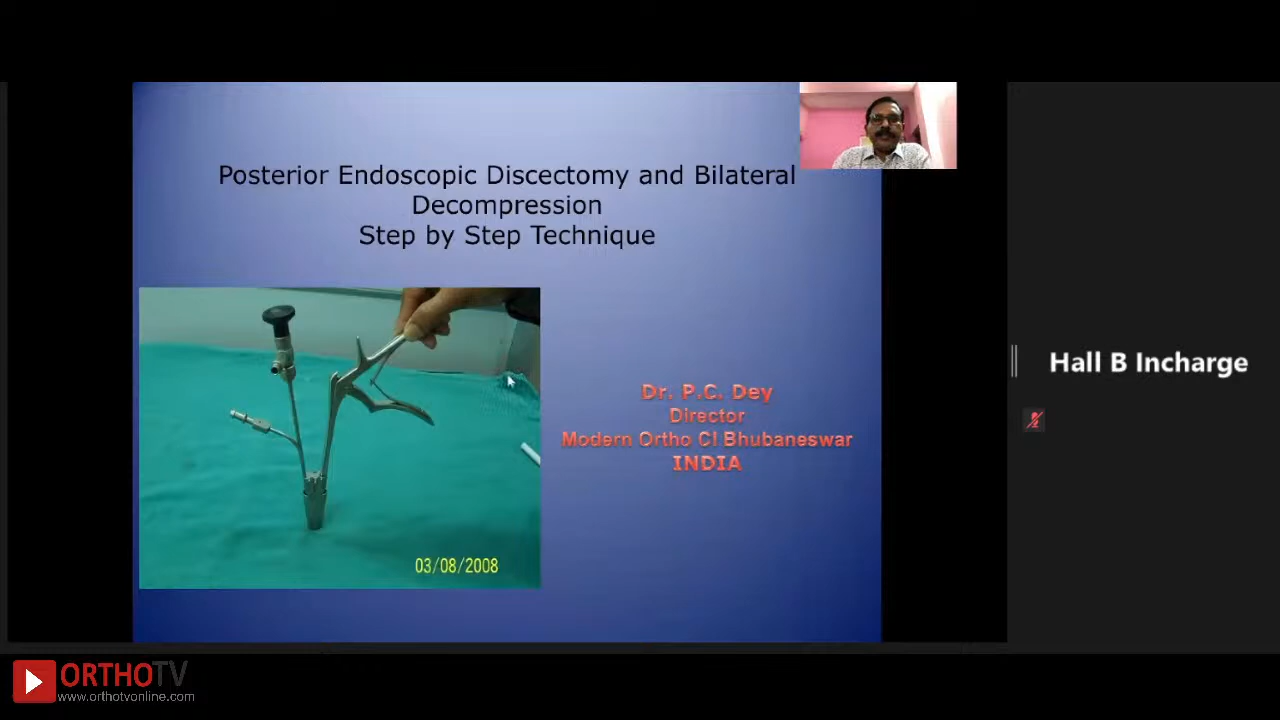 Posterior Endoscopic Discectomy and Bilateral
Decompression
Step by Step Technique
Dr. P.C. Dey
Director
Modern Ortho Cl Bhubaneswar
INDIA
03/08/2008
Hall B Incharge
ORTHOTV
www.orthotvonline.com